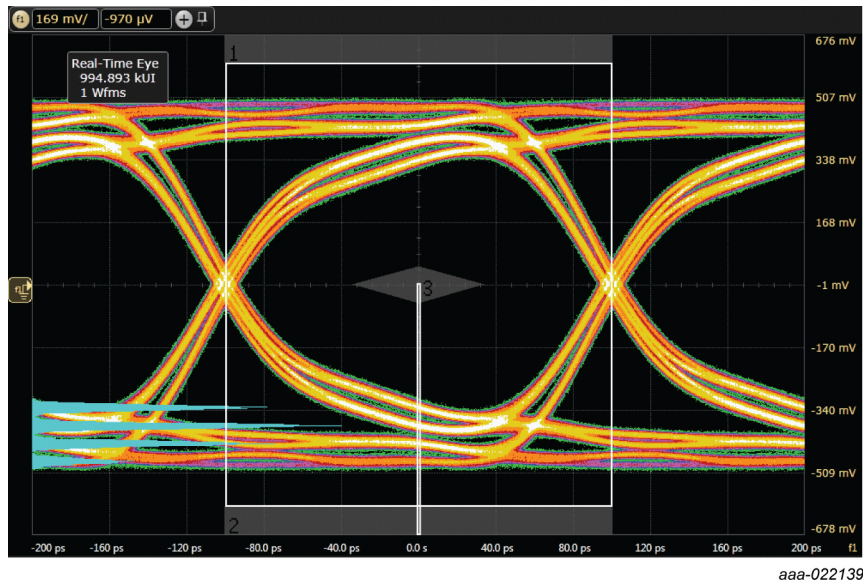 f1 169 mV/ -970 µV +
676 mV
1
Real-Time Eye
994.893 kUI
1 Wfms
507 mV
338 mV
168 mV
3
f1
-1 mV
-170 mV
-340 mV
-509 mV
2
-678 mV
-200 ps -160 ps -120 ps -80.0 ps -40.0 ps 0.0 s 40.0 ps 80.0 ps 120 ps 160 ps 200 ps f1
aaa-022139